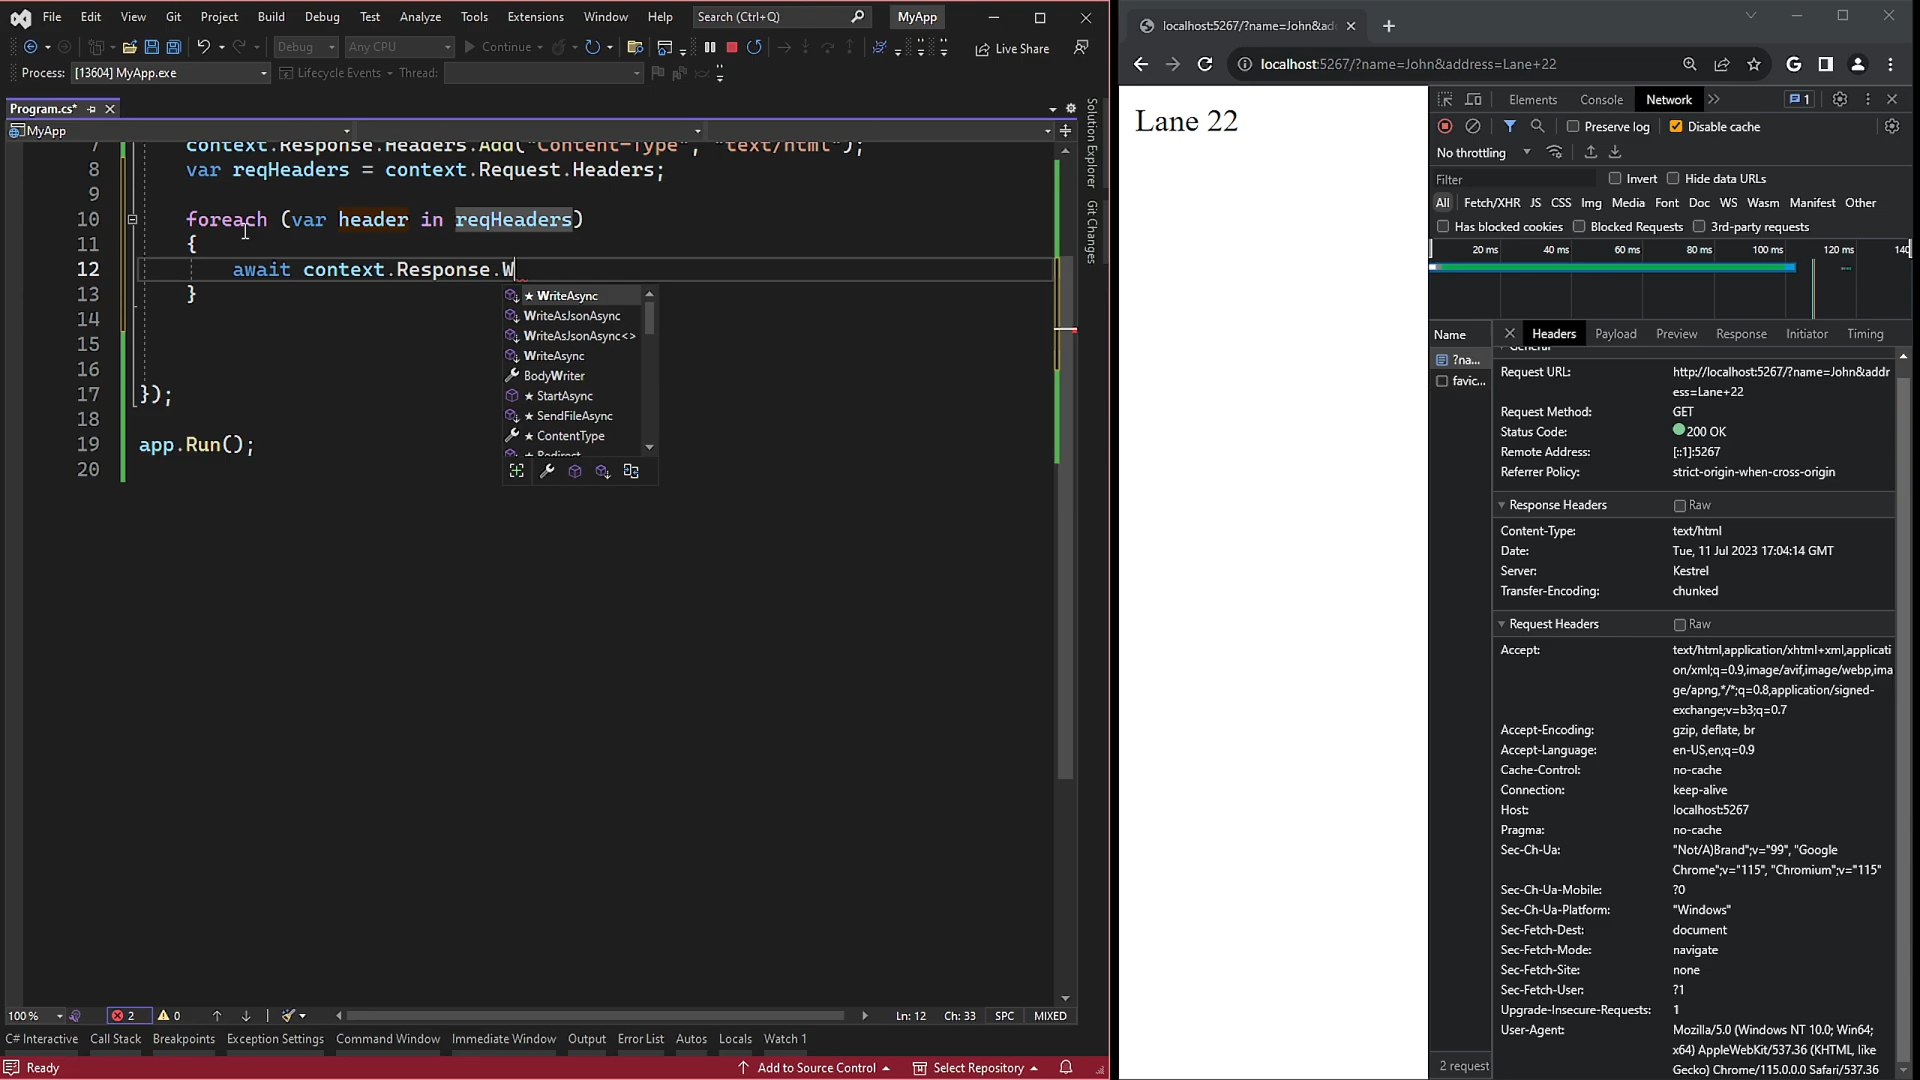 File Edit View Git Project Build Debug Test Analyze Tools Extensions Window Help Search (Ctrl+Q) MyApp
Debug Any CPU Continue Live Share
Process: [13604] MyApp.exe Lifecycle Events Thread:
Program.cs*
MyApp
7 context.Response.Headers.Add("Content-Type", "text/html");
8 var reqHeaders = context.Request.Headers;
9
10 foreach (var header in reqHeaders)
11 {
12 await context.Response.W
13 }
14
15
16
17 });
18
19 app.Run();
20
★ WriteAsync
WriteAsJsonAsync
WriteAsJsonAsync<>
WriteAsync
BodyWriter
★ StartAsync
★ SendFileAsync
★ ContentType
★ Redirect
Solution Explorer
Git Changes
100 % 2 0 Ln: 12 Ch: 33 SPC MIXED
C# Interactive Call Stack Breakpoints Exception Settings Command Window Immediate Window Output Error List Autos Locals Watch 1
Ready Add to Source Control Select Repository
localhost:5267/?name=John&ad
localhost:5267/?name=John&address=Lane+22
Lane 22
Elements Console Network 1
Preserve log Disable cache
No throttling
Filter Invert Hide data URLs
All Fetch/XHR JS CSS Img Media Font Doc WS Wasm Manifest Other
Has blocked cookies Blocked Requests 3rd-party requests
20 ms 40 ms 60 ms 80 ms 100 ms 120 ms 140
Name Headers Payload Preview Response Initiator Timing
?na...
favic...
General
Request URL: http://localhost:5267/?name=John&addr
ess=Lane+22
Request Method: GET
Status Code: 200 OK
Remote Address: [::1]:5267
Referrer Policy: strict-origin-when-cross-origin
Response Headers Raw
Content-Type: text/html
Date: Tue, 11 Jul 2023 17:04:14 GMT
Server: Kestrel
Transfer-Encoding: chunked
Request Headers Raw
Accept: text/html,application/xhtml+xml,applicati
on/xml;q=0.9,image/avif,image/webp,ima
ge/apng,*/*;q=0.8,application/signed-
exchange;v=b3;q=0.7
Accept-Encoding: gzip, deflate, br
Accept-Language: en-US,en;q=0.9
Cache-Control: no-cache
Connection: keep-alive
Host: localhost:5267
Pragma: no-cache
Sec-Ch-Ua: "Not/A)Brand";v="99", "Google
Chrome";v="115", "Chromium";v="115"
Sec-Ch-Ua-Mobile: ?0
Sec-Ch-Ua-Platform: "Windows"
Sec-Fetch-Dest: document
Sec-Fetch-Mode: navigate
Sec-Fetch-Site: none
Sec-Fetch-User: ?1
Upgrade-Insecure-Requests: 1
User-Agent: Mozilla/5.0 (Windows NT 10.0; Win64;
x64) AppleWebKit/537.36 (KHTML, like
Gecko) Chrome/115.0.0.0 Safari/537.36
2 request